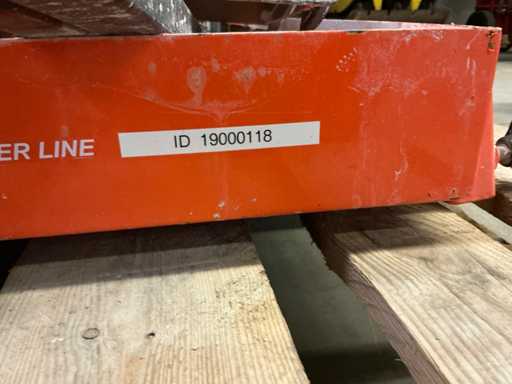 ER LINE
ID 19000118